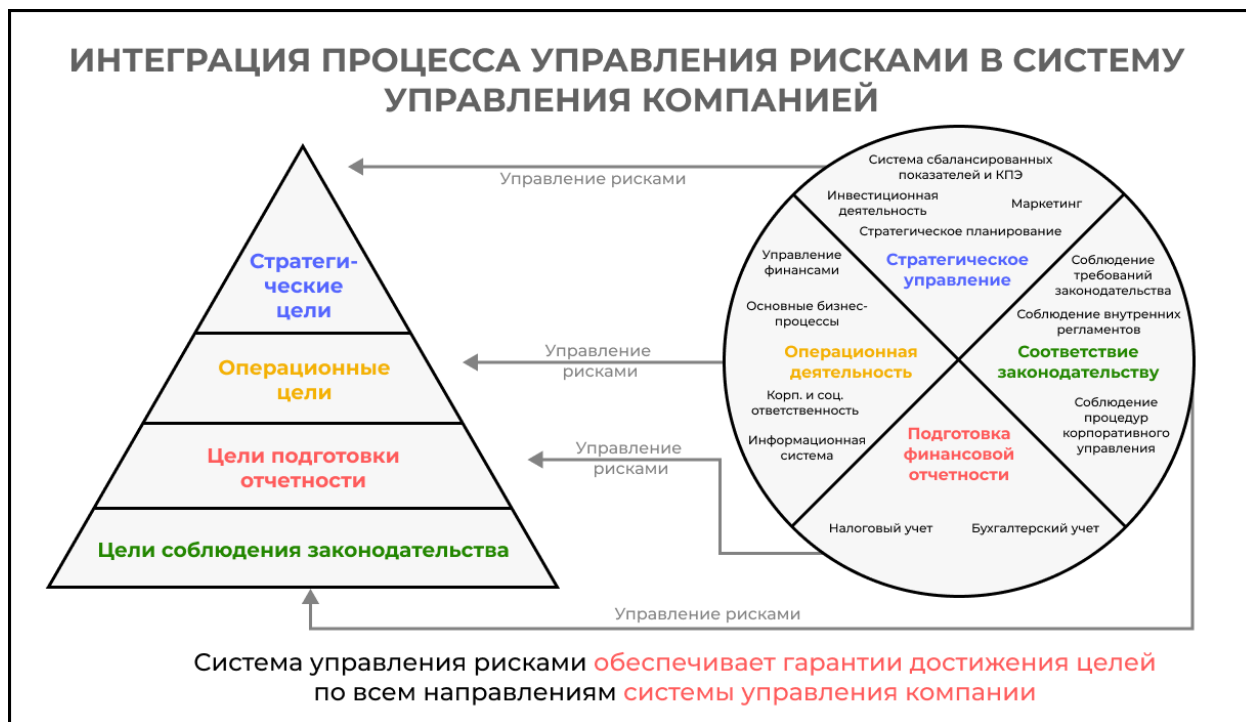 ИНТЕГРАЦИЯ ПРОЦЕССА УПРАВЛЕНИЯ РИСКАМИ В СИСТЕМУ
УПРАВЛЕНИЯ КОМПАНИЕЙ
Стратеги-
ческие
цели
Операционные
цели
Цели подготовки
отчетности
Цели соблюдения законодательства
Управление рисками
Управление
рисками
Управление
рисками
Управление рисками
Система сбалансированных
показателей и КПЭ
Инвестиционная
деятельность
Маркетинг
Стратегическое планирование
Стратегическое
управление
Управление
финансами
Основные бизнес-
процессы
Операционная
деятельность
Корп. и соц.
ответственность
Информационная
система
Соблюдение
требований
законодательства
Соблюдение внутренних
регламентов
Соответствие
законодательству
Соблюдение
процедур
корпоративного
управления
Подготовка
финансовой
отчетности
Налоговый учет
Бухгалтерский учет
Система управления рисками обеспечивает гарантии достижения целей
по всем направлениям системы управления компании